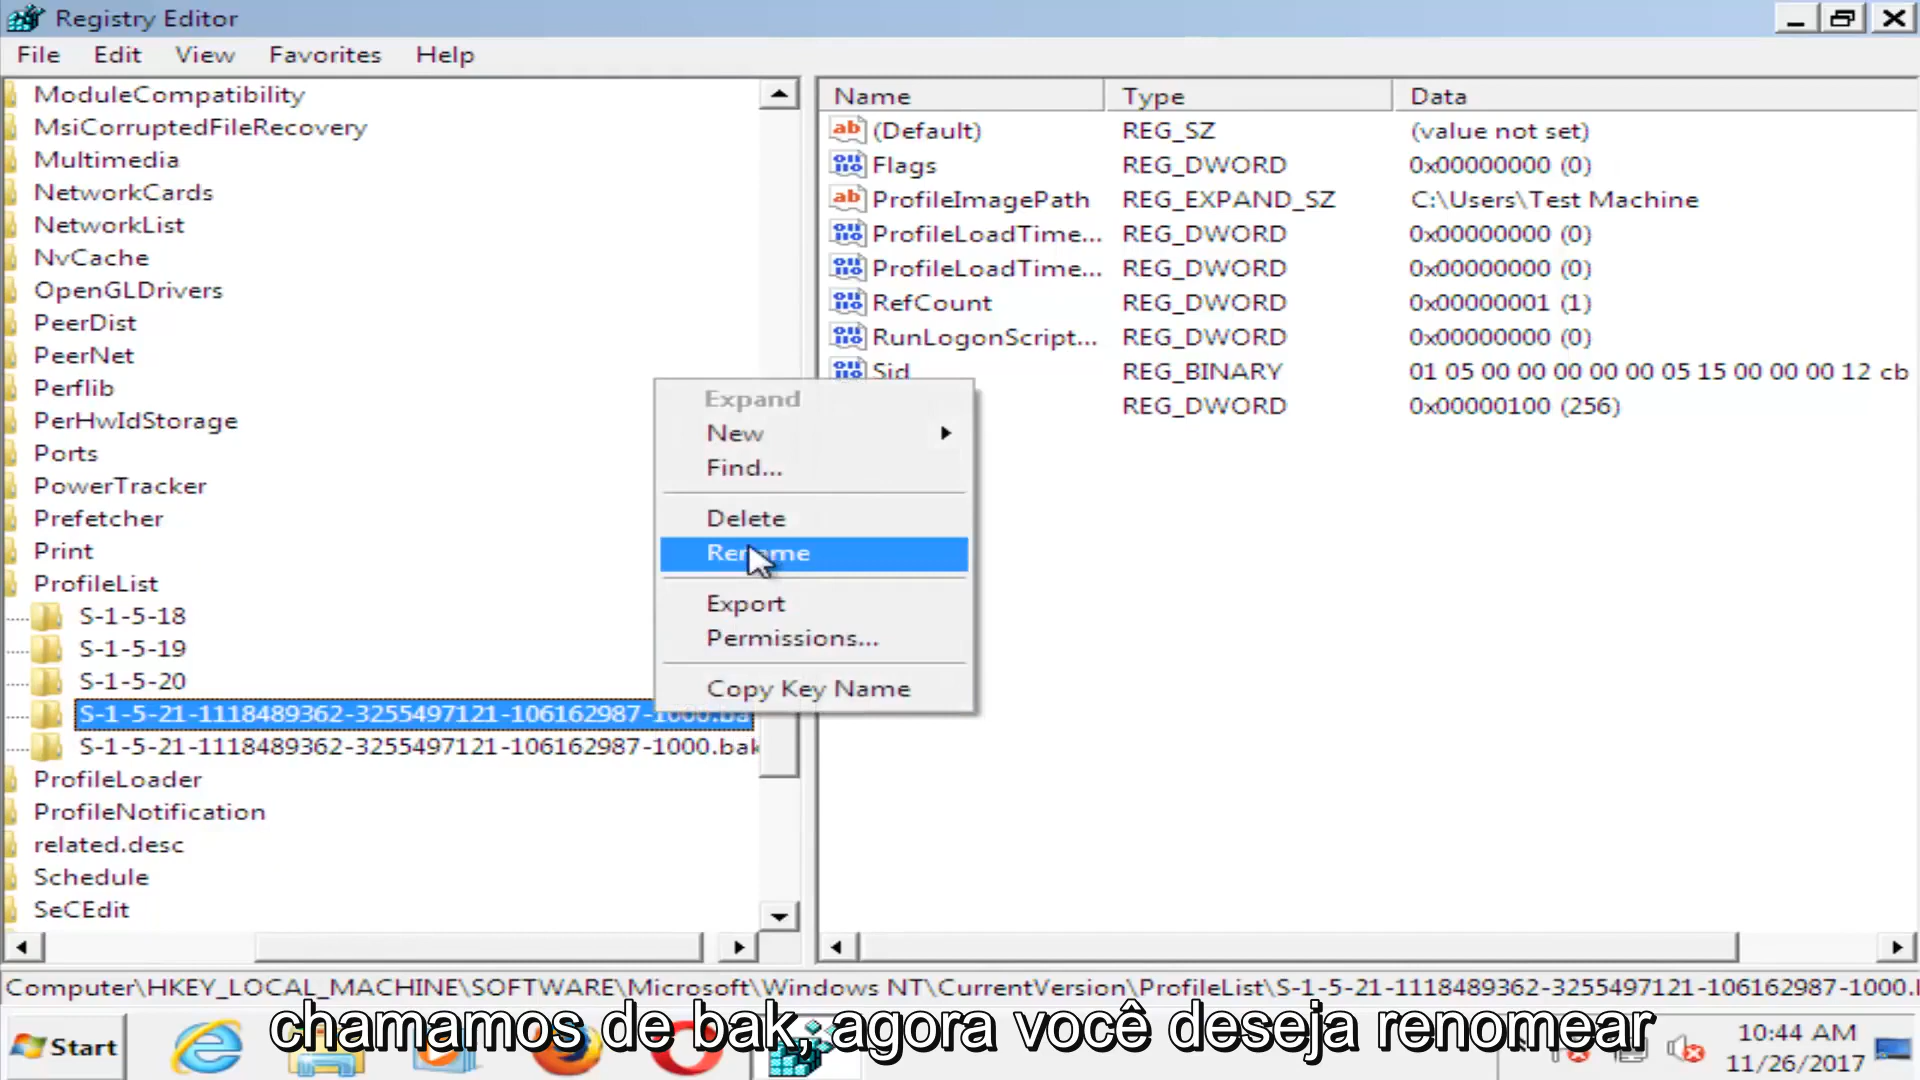 Registry Editor
File Edit View Favorites Help
ModuleCompatibility
MsiCorruptedFileRecovery
Multimedia
NetworkCards
NetworkList
NvCache
OpenGLDrivers
PeerDist
PeerNet
Perflib
PerHwIdStorage
Ports
PowerTracker
Prefetcher
Print
ProfileList
S-1-5-18
S-1-5-19
S-1-5-20
S-1-5-21-1118489362-3255497121-106162987-1000.ba
S-1-5-21-1118489362-3255497121-106162987-1000.bak
ProfileLoader
ProfileNotification
related.desc
Schedule
SeCEdit
Name Type Data
(Default) REG_SZ (value not set)
Flags REG_DWORD 0x00000000 (0)
ProfileImagePath REG_EXPAND_SZ C:\Users\Test Machine
ProfileLoadTime... REG_DWORD 0x00000000 (0)
ProfileLoadTime... REG_DWORD 0x00000000 (0)
RefCount REG_DWORD 0x00000001 (1)
RunLogonScript... REG_DWORD 0x00000000 (0)
Sid REG_BINARY 01 05 00 00 00 00 00 05 15 00 00 00 12 cb
REG_DWORD 0x00000100 (256)
Expand
New
Find...
Delete
Rename
Export
Permissions...
Copy Key Name
Computer\HKEY_LOCAL_MACHINE\SOFTWARE\Microsoft\Windows NT\CurrentVersion\ProfileList\S-1-5-21-1118489362-3255497121-106162987-1000.
chamamos de bak, agora você deseja renomear
Start
10:44 AM
11/26/2017